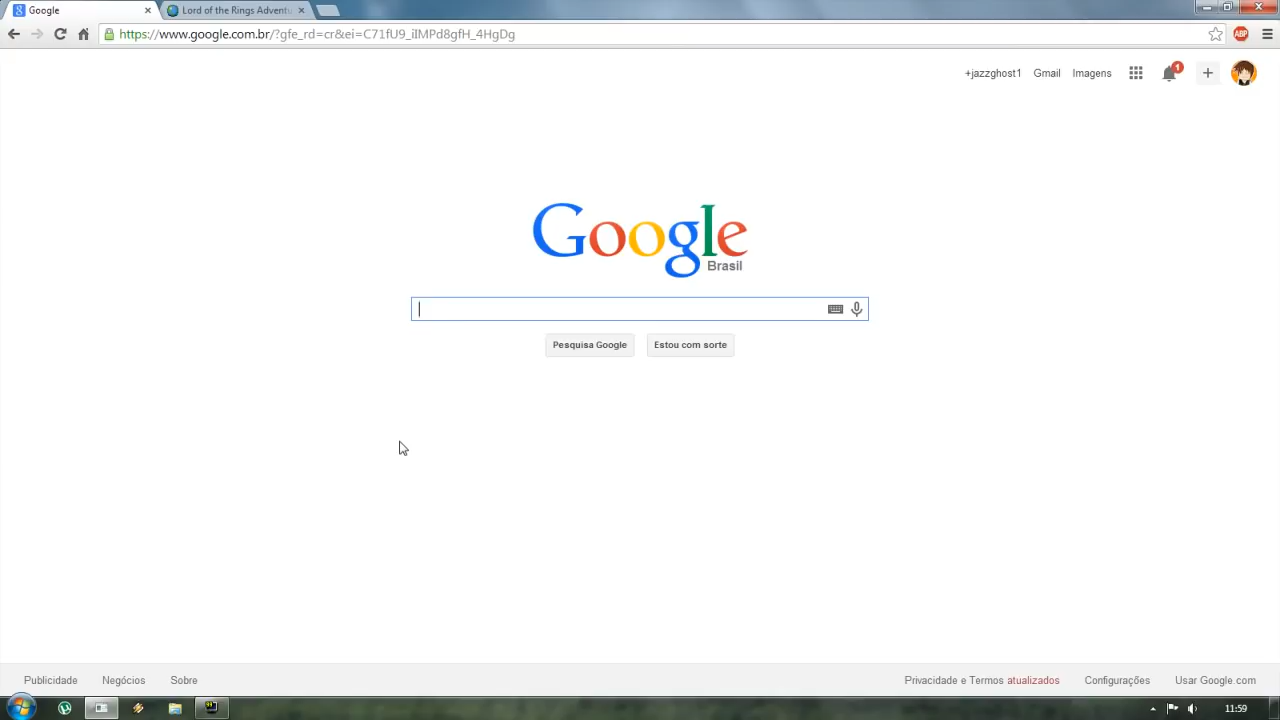 Google
Lord of the Rings Adventu
https://www.google.com.br/?gfe_rd=cr&ei=C71fU9_iIMPd8gfH_4HgDg
ABP
+jazzghost1 Gmail Imagens 1
Google
Brasil
Pesquisa Google Estou com sorte
Publicidade Negócios Sobre Privacidade e Termos atualizados Configurações Usar Google.com
11:59